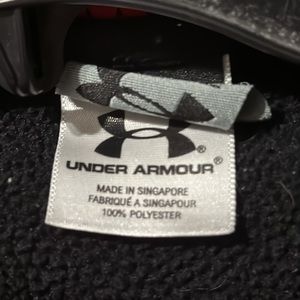 UNDER ARMOUR®
MADE IN SINGAPORE
FABRIQUÉ A SINGAPOUR
100% POLYESTER